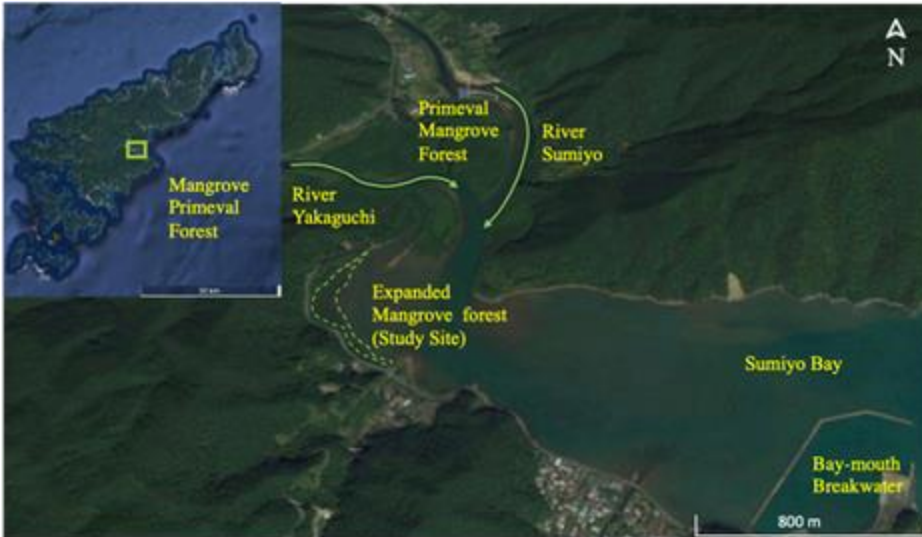 N
Primeval
Mangrove
Forest
River
Sumiyo
Mangrove
Primeval
Forest
River
Yakaguchi
Expanded
Mangrove forest
(Study Site)
Sumiyo Bay
Bay-mouth
Breakwater
800 m